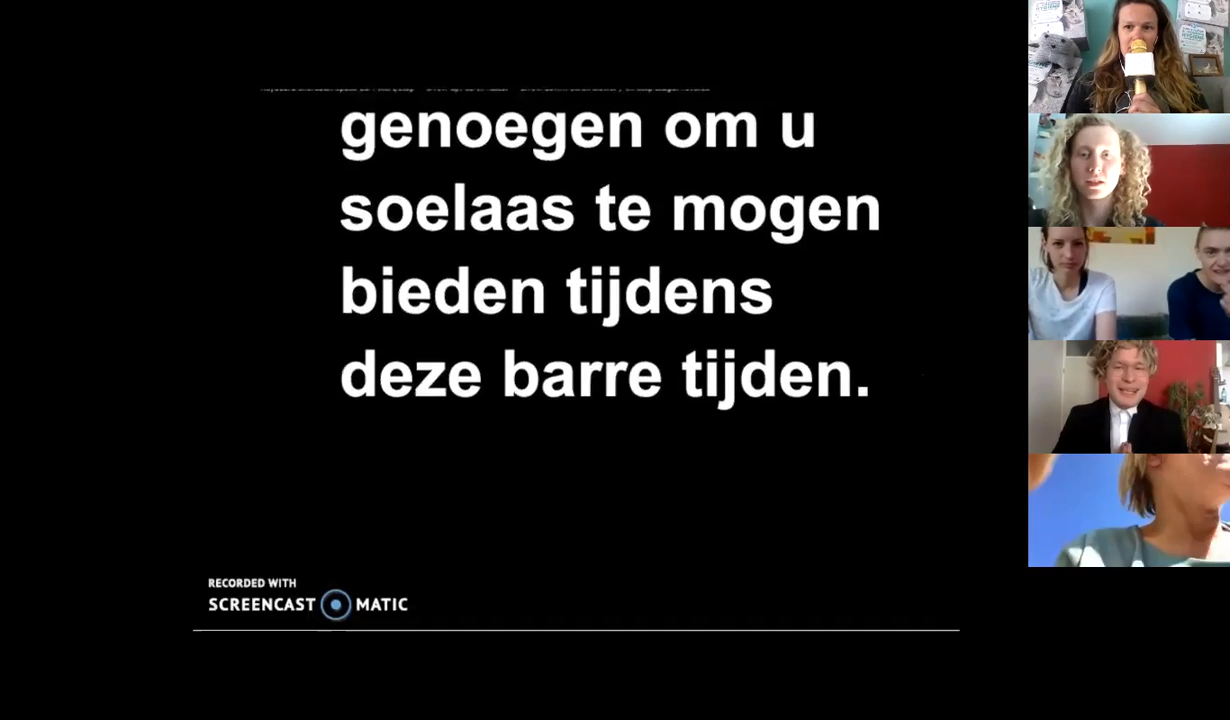 genoegen om u
soelaas te mogen
bieden tijdens
deze barre tijden.
RECORDED WITH
SCREENCAST MATIC